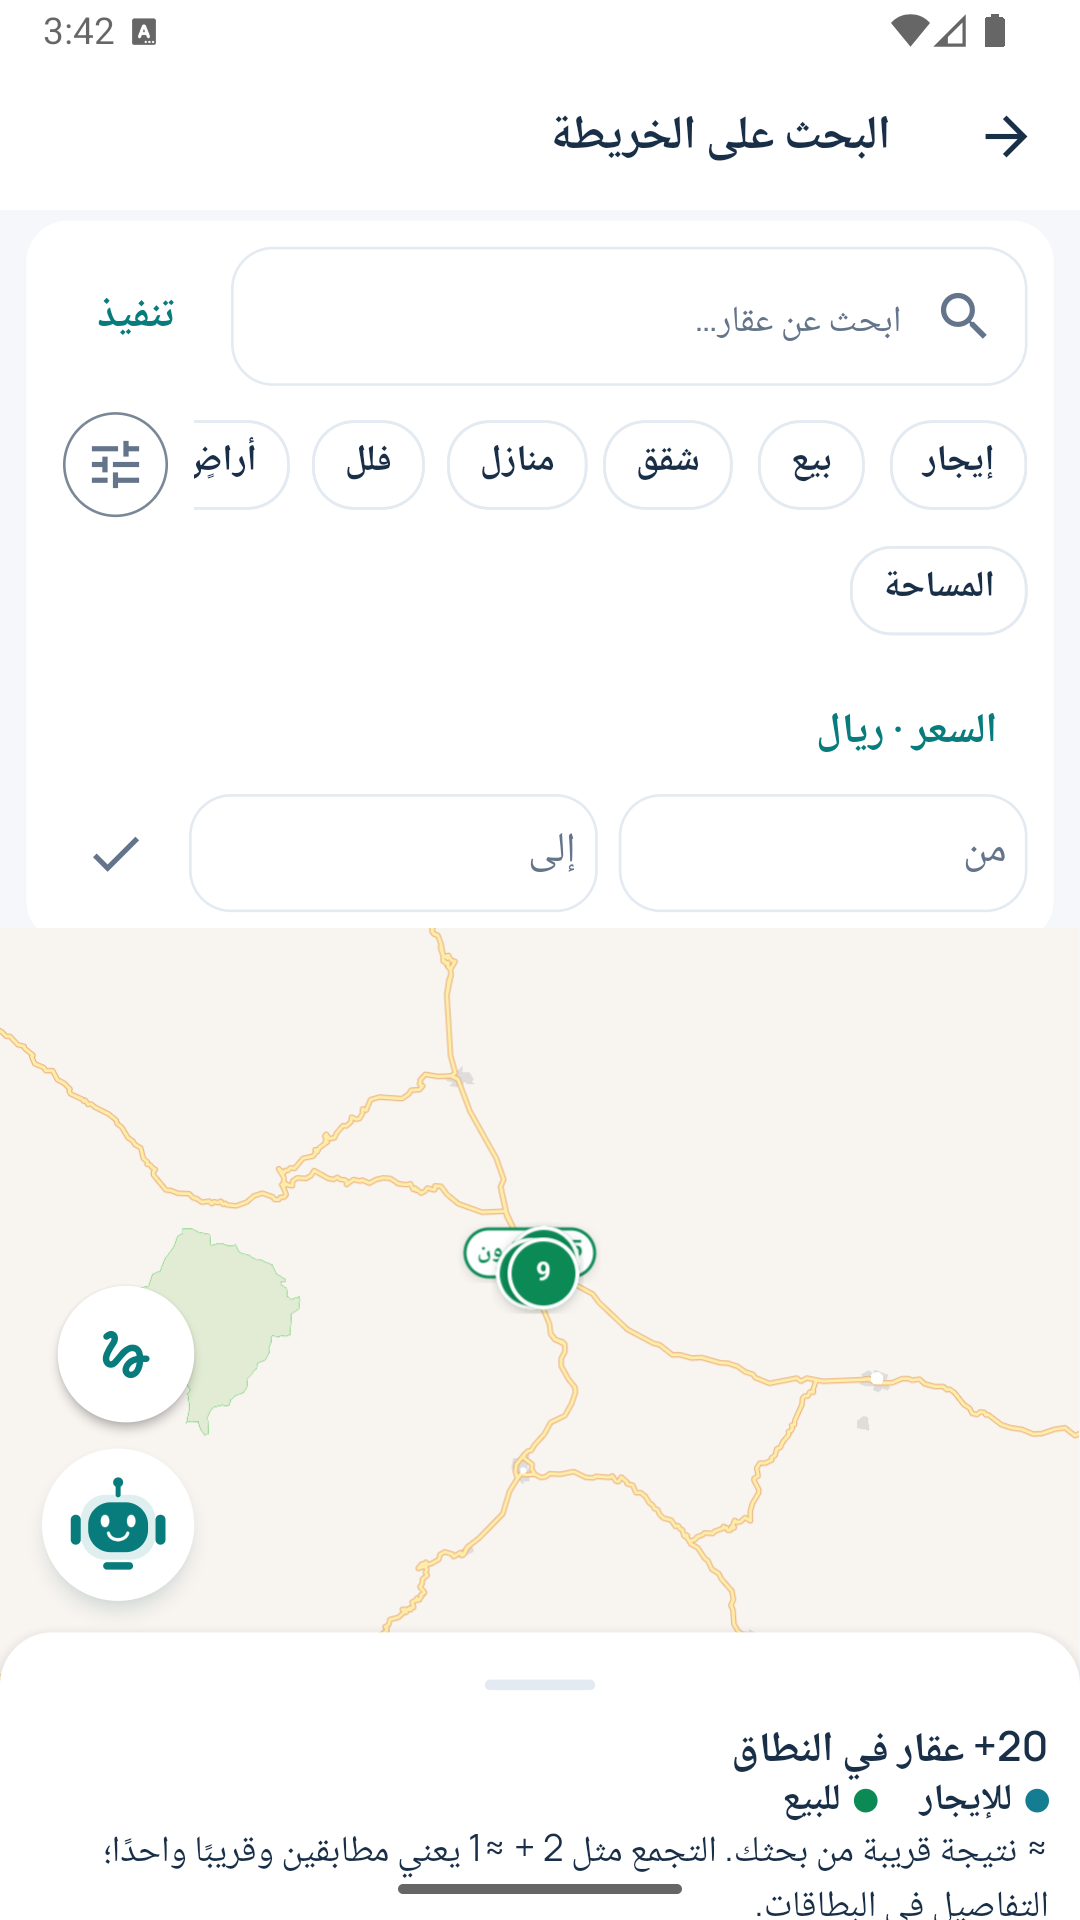 3:42
البحث على الخريطة
ابحث عن عقار...
تنفيذ
إيجار
بيع
شقق
منازل
فلل
أراضٍ
المساحة
السعر · ريال
من
إلى
9
20+ عقار في النطاق
للإيجار
للبيع
≈ نتيجة قريبة من بحثك. التجمع مثل 2 + ≈1 يعني مطابقين وقريبًا واحدًا؛
التفاصيل في البطاقات.